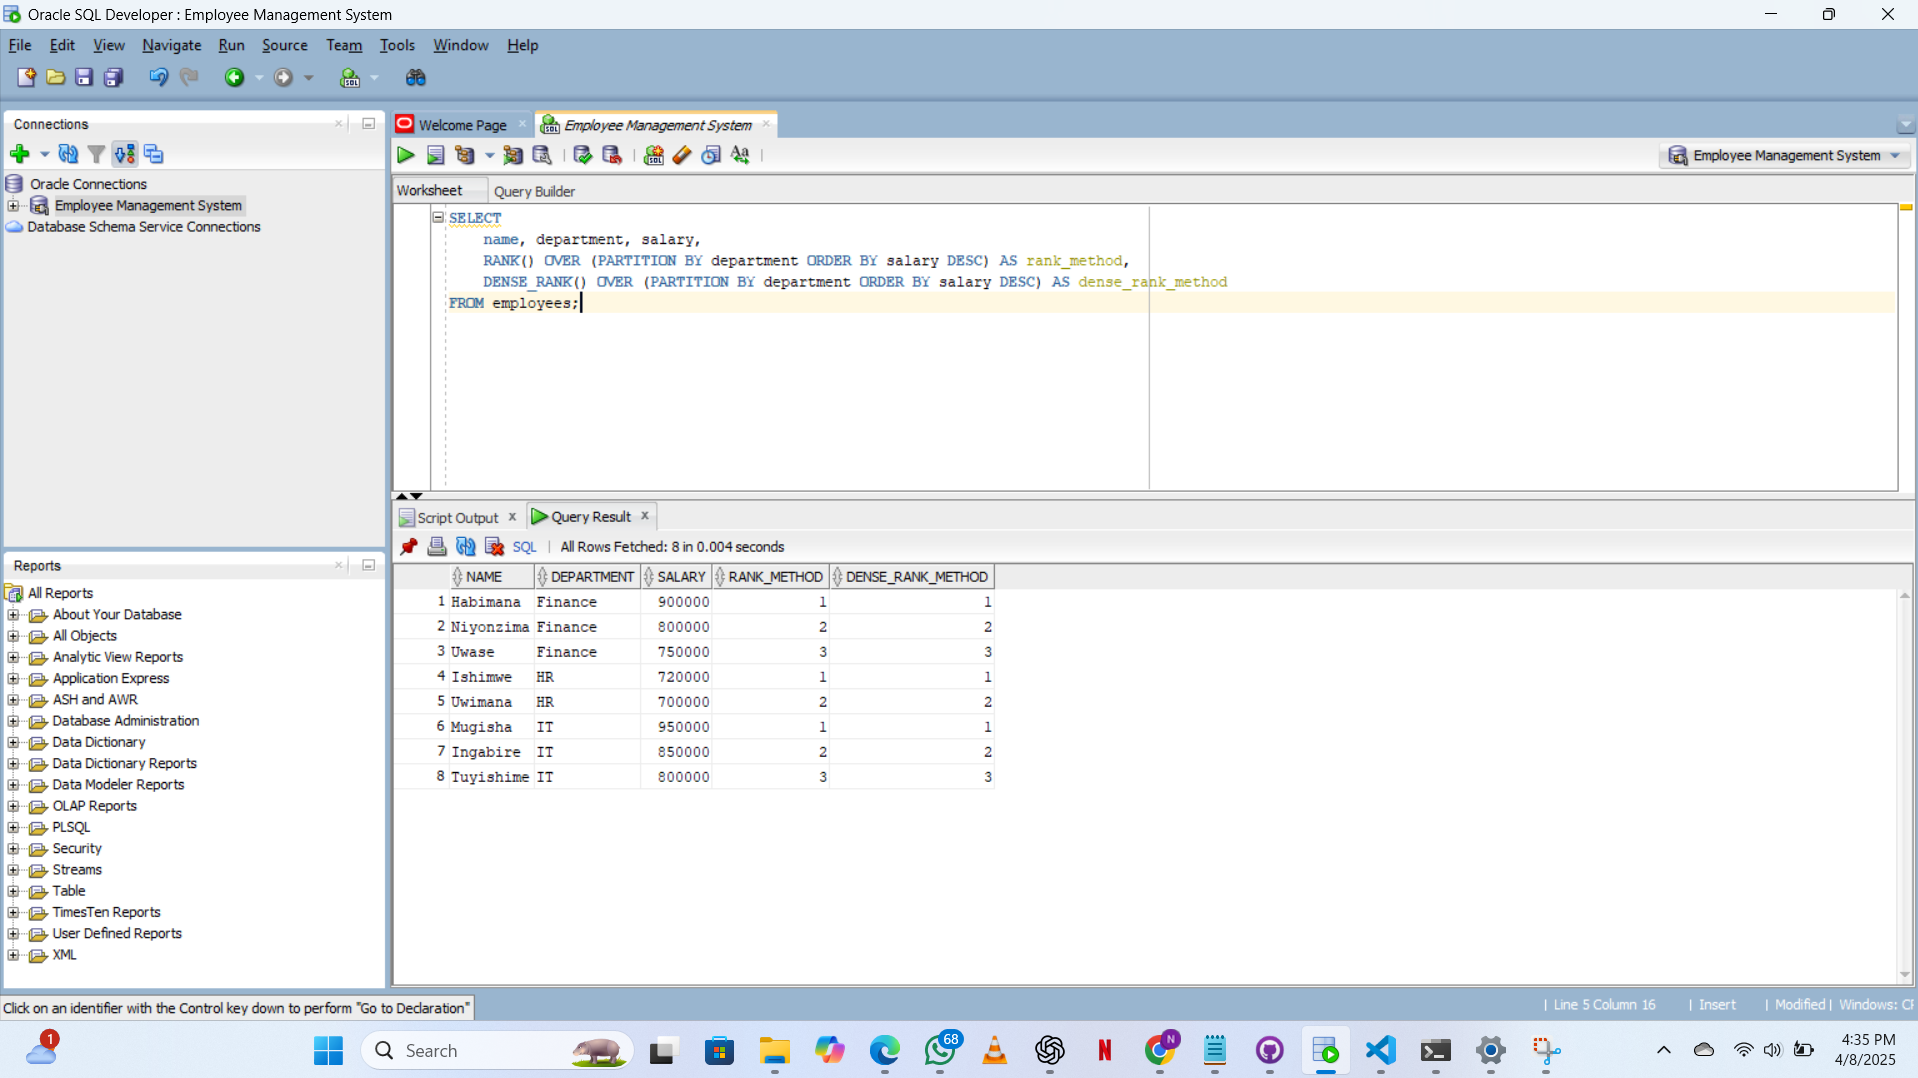 Oracle SQL Developer : Employee Management System
File Edit View Navigate Run Source Team Tools Window Help
Connections
Oracle Connections
Employee Management System
Database Schema Service Connections
Welcome Page
Employee Management System
Employee Management System
Worksheet Query Builder
SELECT
name, department, salary,
RANK() OVER (PARTITION BY department ORDER BY salary DESC) AS rank_method,
DENSE_RANK() OVER (PARTITION BY department ORDER BY salary DESC) AS dense_rank_method
FROM employees;
Script Output Query Result
SQL | All Rows Fetched: 8 in 0.004 seconds
NAME DEPARTMENT SALARY RANK_METHOD DENSE_RANK_METHOD
1 Habimana Finance 900000 1 1
2 Niyonzima Finance 800000 2 2
3 Uwase Finance 750000 3 3
4 Ishimwe HR 720000 1 1
5 Uwimana HR 700000 2 2
6 Mugisha IT 950000 1 1
7 Ingabire IT 850000 2 2
8 Tuyishime IT 800000 3 3
Reports
All Reports
About Your Database
All Objects
Analytic View Reports
Application Express
ASH and AWR
Database Administration
Data Dictionary
Data Dictionary Reports
Data Modeler Reports
OLAP Reports
PLSQL
Security
Streams
Table
TimesTen Reports
User Defined Reports
XML
Click on an identifier with the Control key down to perform "Go to Declaration"
| Line 5 Column 16 | Insert | Modified | Windows: CF
1
Search
68
N
4:35 PM
4/8/2025